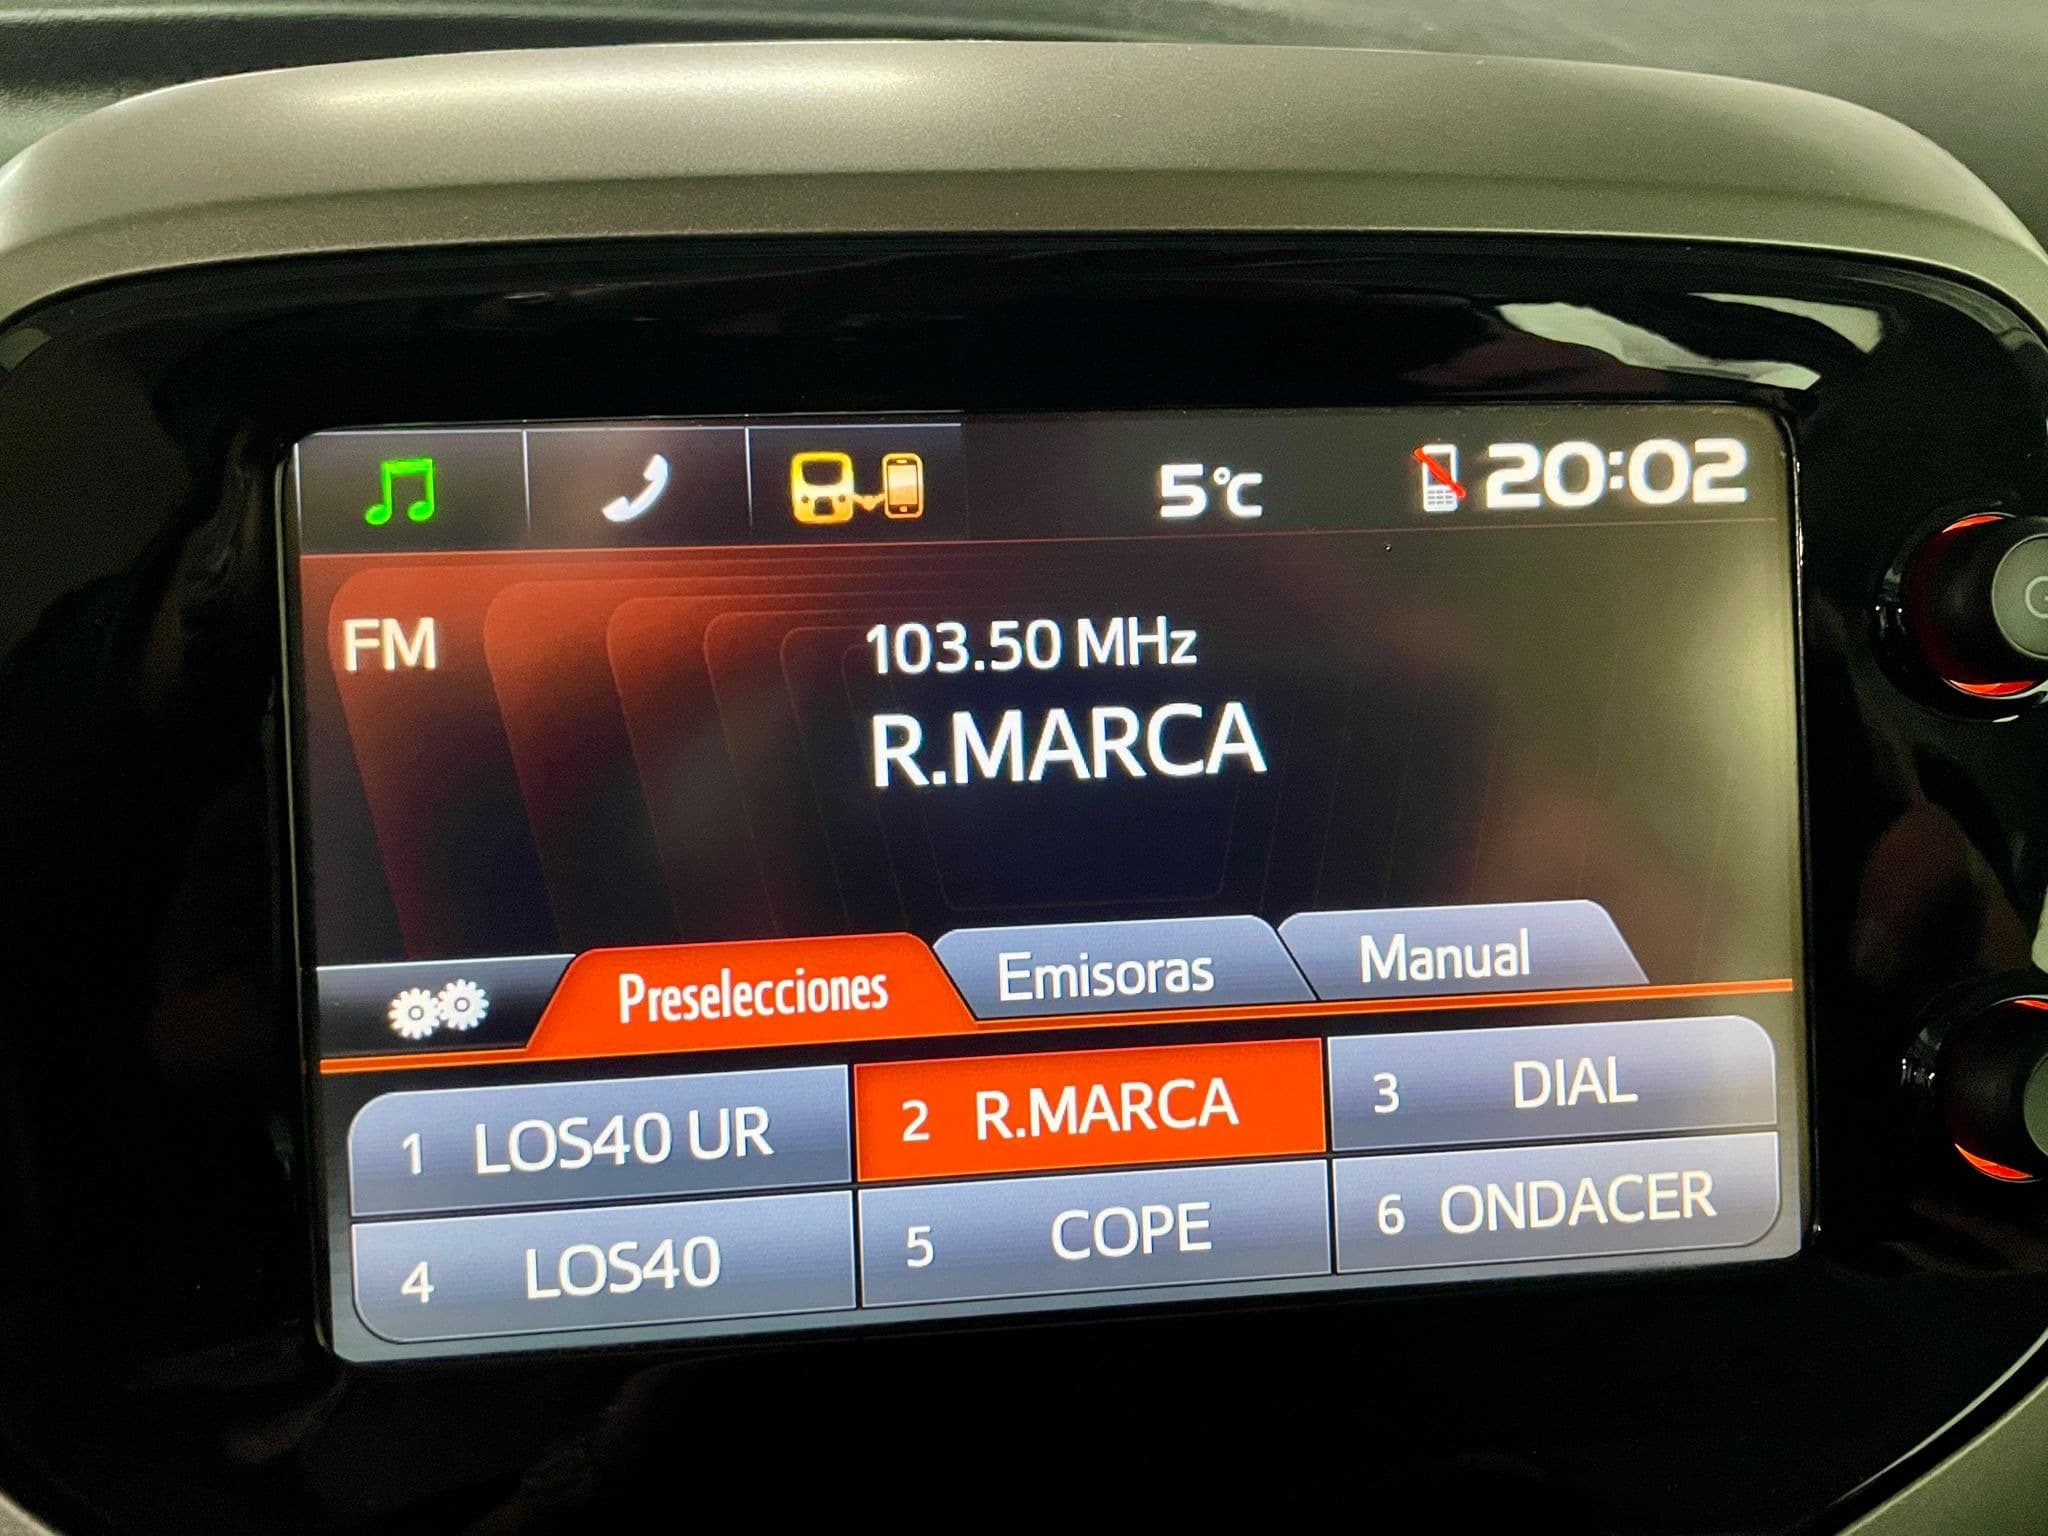 5°C 20:02
FM
103.50 MHz
R.MARCA
Preselecciones Emisoras Manual
1 LOS40 UR 2 R.MARCA 3 DIAL
4 LOS40 5 COPE 6 ONDACER